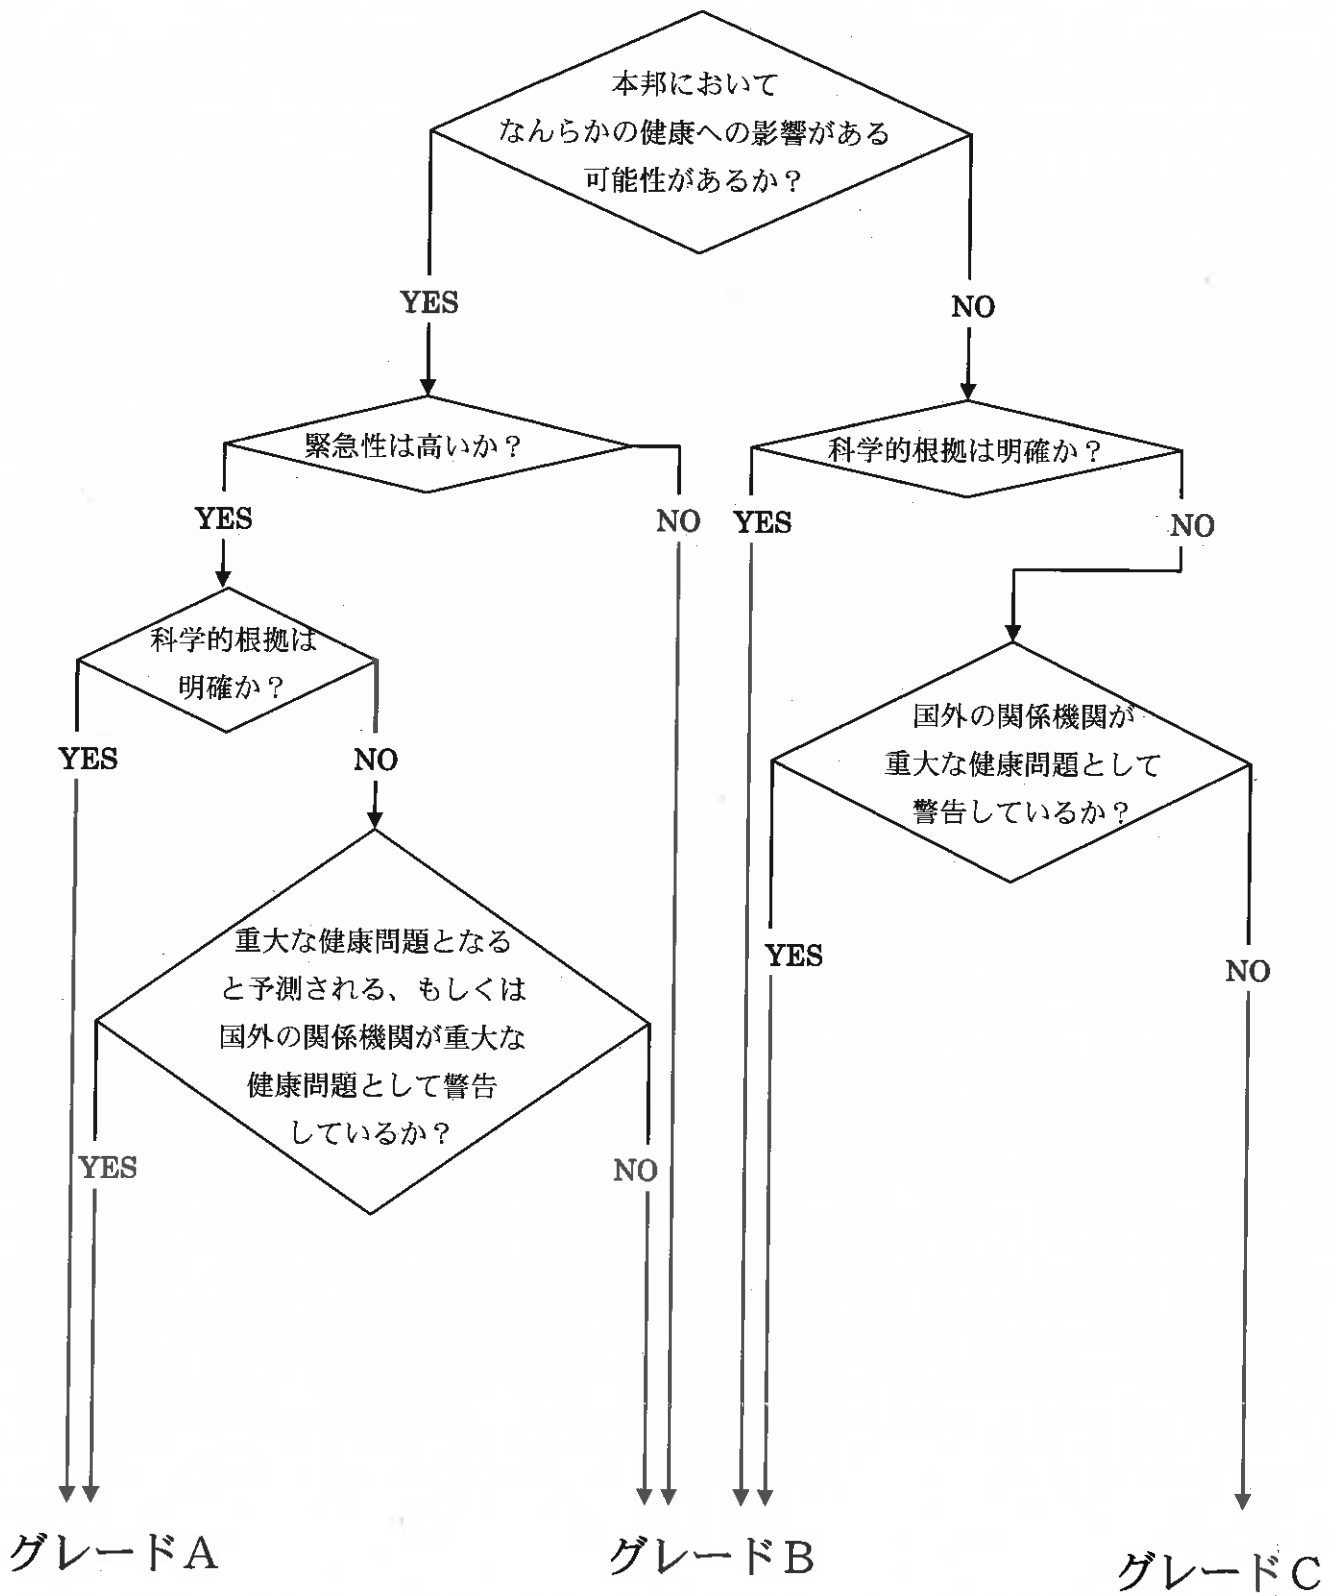 本邦において
なんらかの健康への影響がある
可能性があるか？
YES
NO
緊急性は高いか？
科学的根拠は明確か？
YES
NO
YES
NO
科学的根拠は
明確か？
国外の関係機関が
重大な健康問題として
警告しているか？
YES
NO
重大な健康問題となる
と予測される、もしくは
国外の関係機関が重大な
健康問題として警告
しているか？
YES
NO
YES
NO
グレードA
グレードB
グレードC